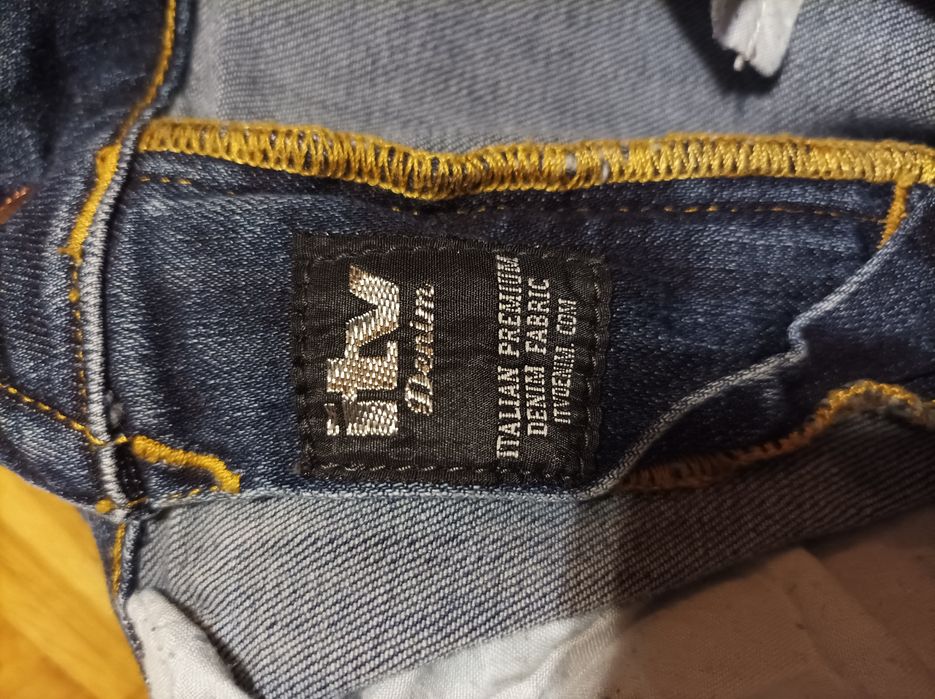 itv
Denim
ITALIAN PREMIUM
DENIM FABRIC
ITVDENIM.COM